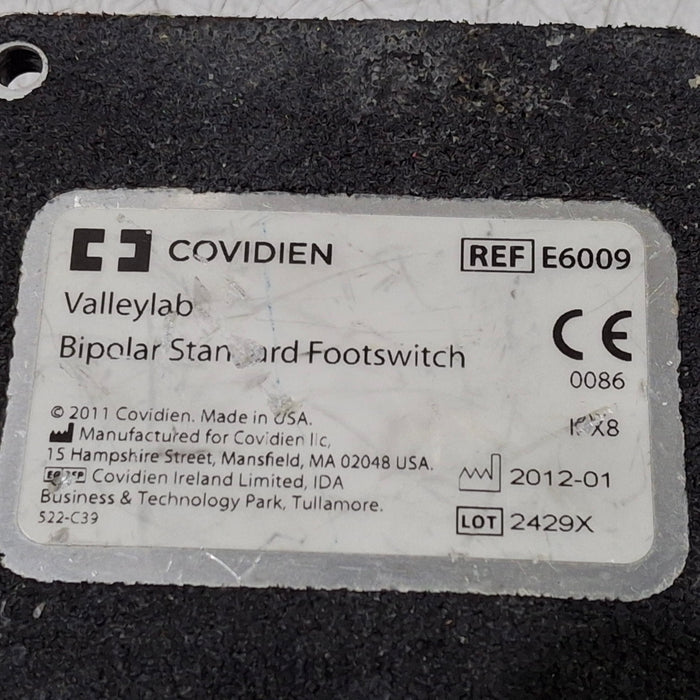 COVIDIEN
REF E6009
Valleylab
Bipolar Standard Footswitch
CE
0086
© 2011 Covidien. Made in USA.
Manufactured for Covidien llc,
15 Hampshire Street, Mansfield, MA 02048 USA.
Covidien Ireland Limited, IDA
Business & Technology Park, Tullamore.
522-C39
2012-01
LOT 2429X